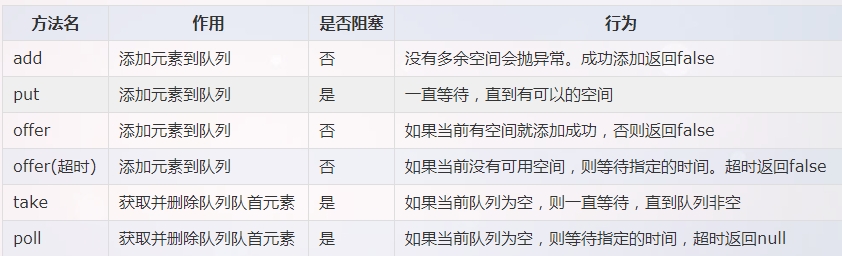 方法名 作用 是否阻塞 行为
add 添加元素到队列 否 没有多余空间会抛异常。成功添加返回false
put 添加元素到队列 是 一直等待，直到有可以的空间
offer 添加元素到队列 否 如果当前有空间就添加成功，否则返回false
offer(超时) 添加元素到队列 否 如果当前没有可用空间，则等待指定的时间。超时返回false
take 获取并删除队列队首元素 是 如果当前队列为空，则一直等待，直到队列非空
poll 获取并删除队列队首元素 是 如果当前队列为空，则等待指定的时间，超时返回null